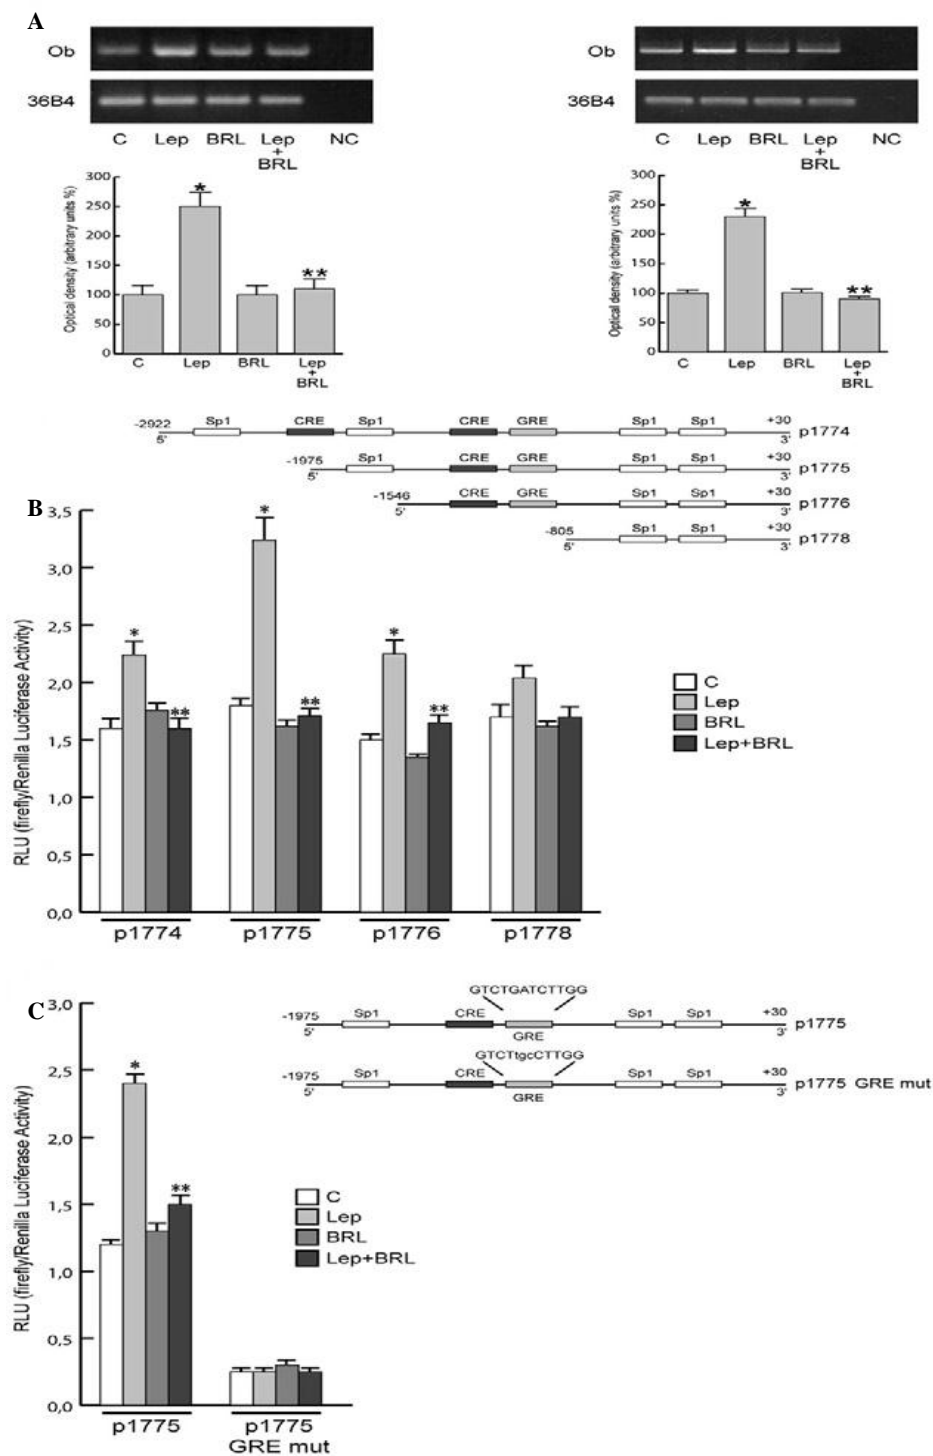 A
Ob
36B4
C Lep BRL Lep + BRL NC
Optical density (arbitrary units %)
300
250
200
150
100
50
0
*
**
C Lep BRL Lep + BRL
Ob
36B4
C Lep BRL Lep + BRL NC
Optical density (arbitrary units %)
300
250
200
150
100
50
0
*
**
C Lep BRL Lep + BRL
-2922 5' Sp1 CRE Sp1 CRE GRE Sp1 Sp1 +30 3' p1774
-1975 5' Sp1 CRE GRE Sp1 Sp1 +30 3' p1775
-1546 5' CRE GRE Sp1 Sp1 +30 3' p1776
-805 5' Sp1 Sp1 +30 3' p1778
B
RLU (firefly/Renilla Luciferase Activity)
3,5
3,0
2,5
2,0
1,5
1,0
0,5
0,0
*
**
*
**
*
**
p1774 p1775 p1776 p1778
C
Lep
BRL
Lep+BRL
C
RLU (firefly/Renilla Luciferase Activity)
3,0
2,5
2,0
1,5
1,0
0,5
0,0
*
**
p1775
p1775
GRE mut
GTCTGATCTTGG
-1975 5' Sp1 CRE GRE Sp1 Sp1 +30 3' p1775
GTCTtgcCTTGG
-1975 5' Sp1 CRE GRE Sp1 Sp1 +30 3' p1775 GRE mut
C
Lep
BRL
Lep+BRL